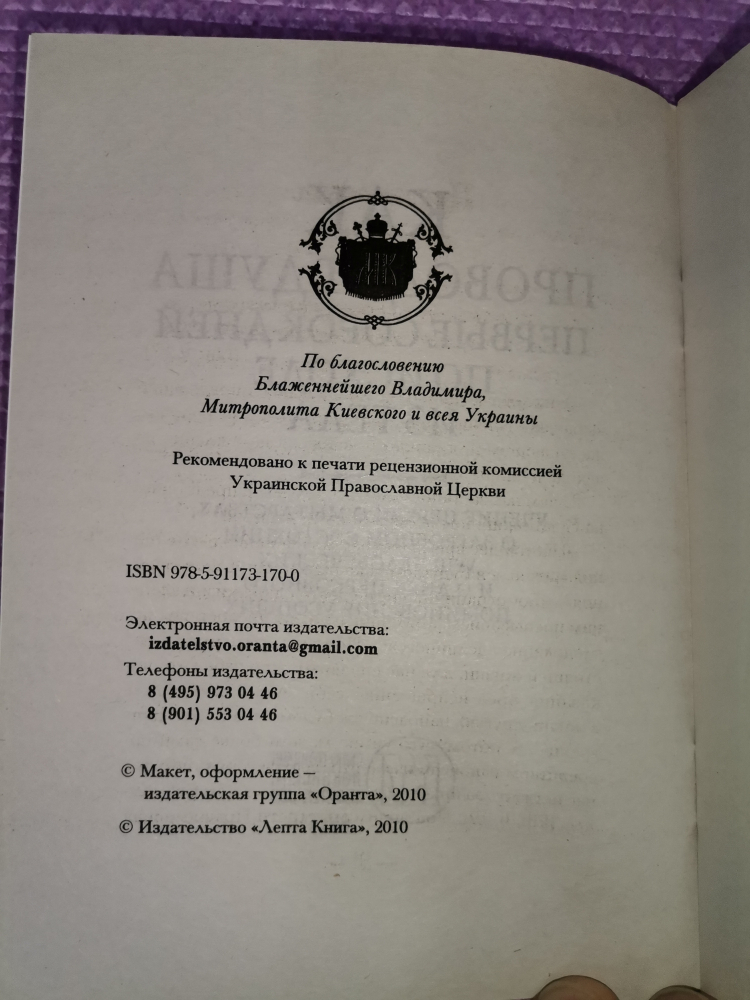 По благословению
Блаженнейшего Владимира,
Митрополита Киевского и всея Украины
Рекомендовано к печати рецензионной комиссией
Украинской Православной Церкви
ISBN 978-5-91173-170-0
Электронная почта издательства:
izdatelstvo.oranta@gmail.com
Телефоны издательства:
8 (495) 973 04 46
8 (901) 553 04 46
© Макет, оформление –
издательская группа «Оранта», 2010
© Издательство «Лепта Книга», 2010